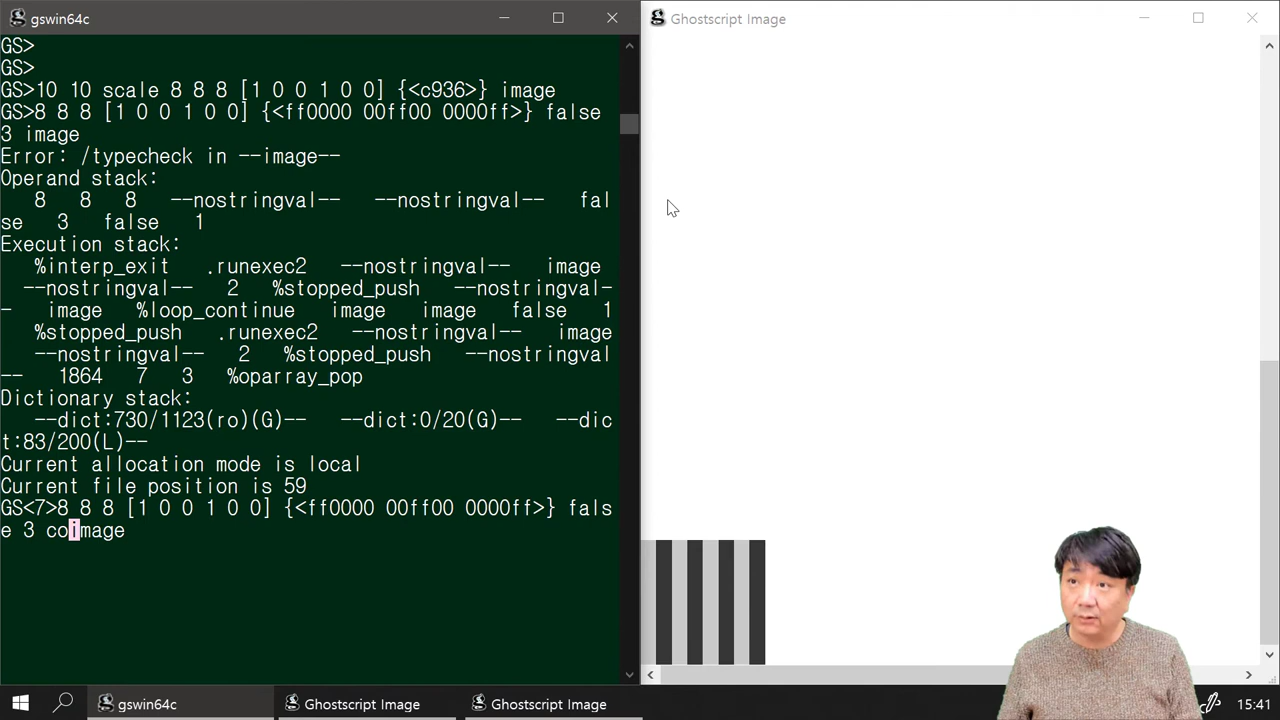 gswin64c
GS>
GS>
GS>10 10 scale 8 8 8 [1 0 0 1 0 0] {<c936>} image
GS>8 8 8 [1 0 0 1 0 0] {<ff0000 00ff00 0000ff>} false
3 image
Error: /typecheck in --image--
Operand stack:
8 8 8 --nostringval-- --nostringval-- fal
se 3 false 1
Execution stack:
%interp_exit .runexec2 --nostringval-- image
--nostringval-- 2 %stopped_push --nostringval-
- image %loop_continue image image false 1
%stopped_push .runexec2 --nostringval-- image
--nostringval-- 2 %stopped_push --nostringval
-- 1864 7 3 %oparray_pop
Dictionary stack:
--dict:730/1123(ro)(G)-- --dict:0/20(G)-- --dic
t:83/200(L)--
Current allocation mode is local
Current file position is 59
GS<7>8 8 8 [1 0 0 1 0 0] {<ff0000 00ff00 0000ff>} fals
e 3 coimage
Ghostscript Image
gswin64c
Ghostscript Image
Ghostscript Image
15:41